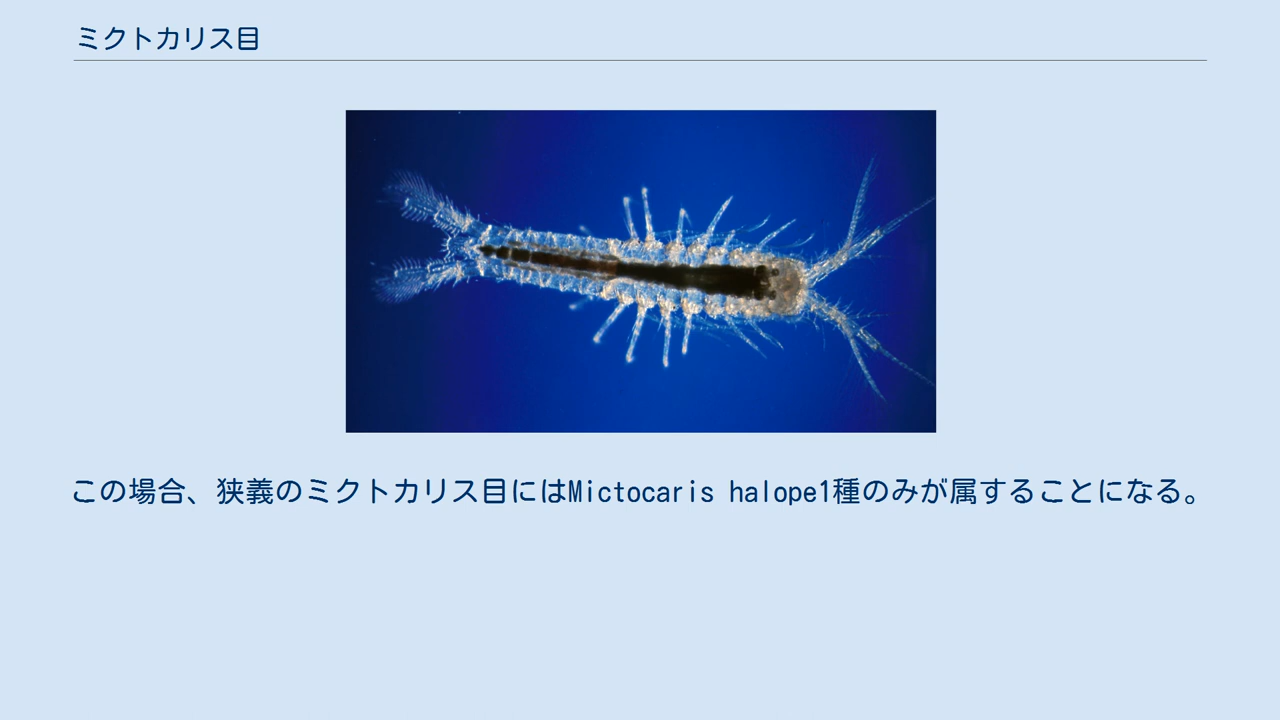 ミクトカリス目
この場合、狭義のミクトカリス目にはMictocaris halope1種のみが属することになる。